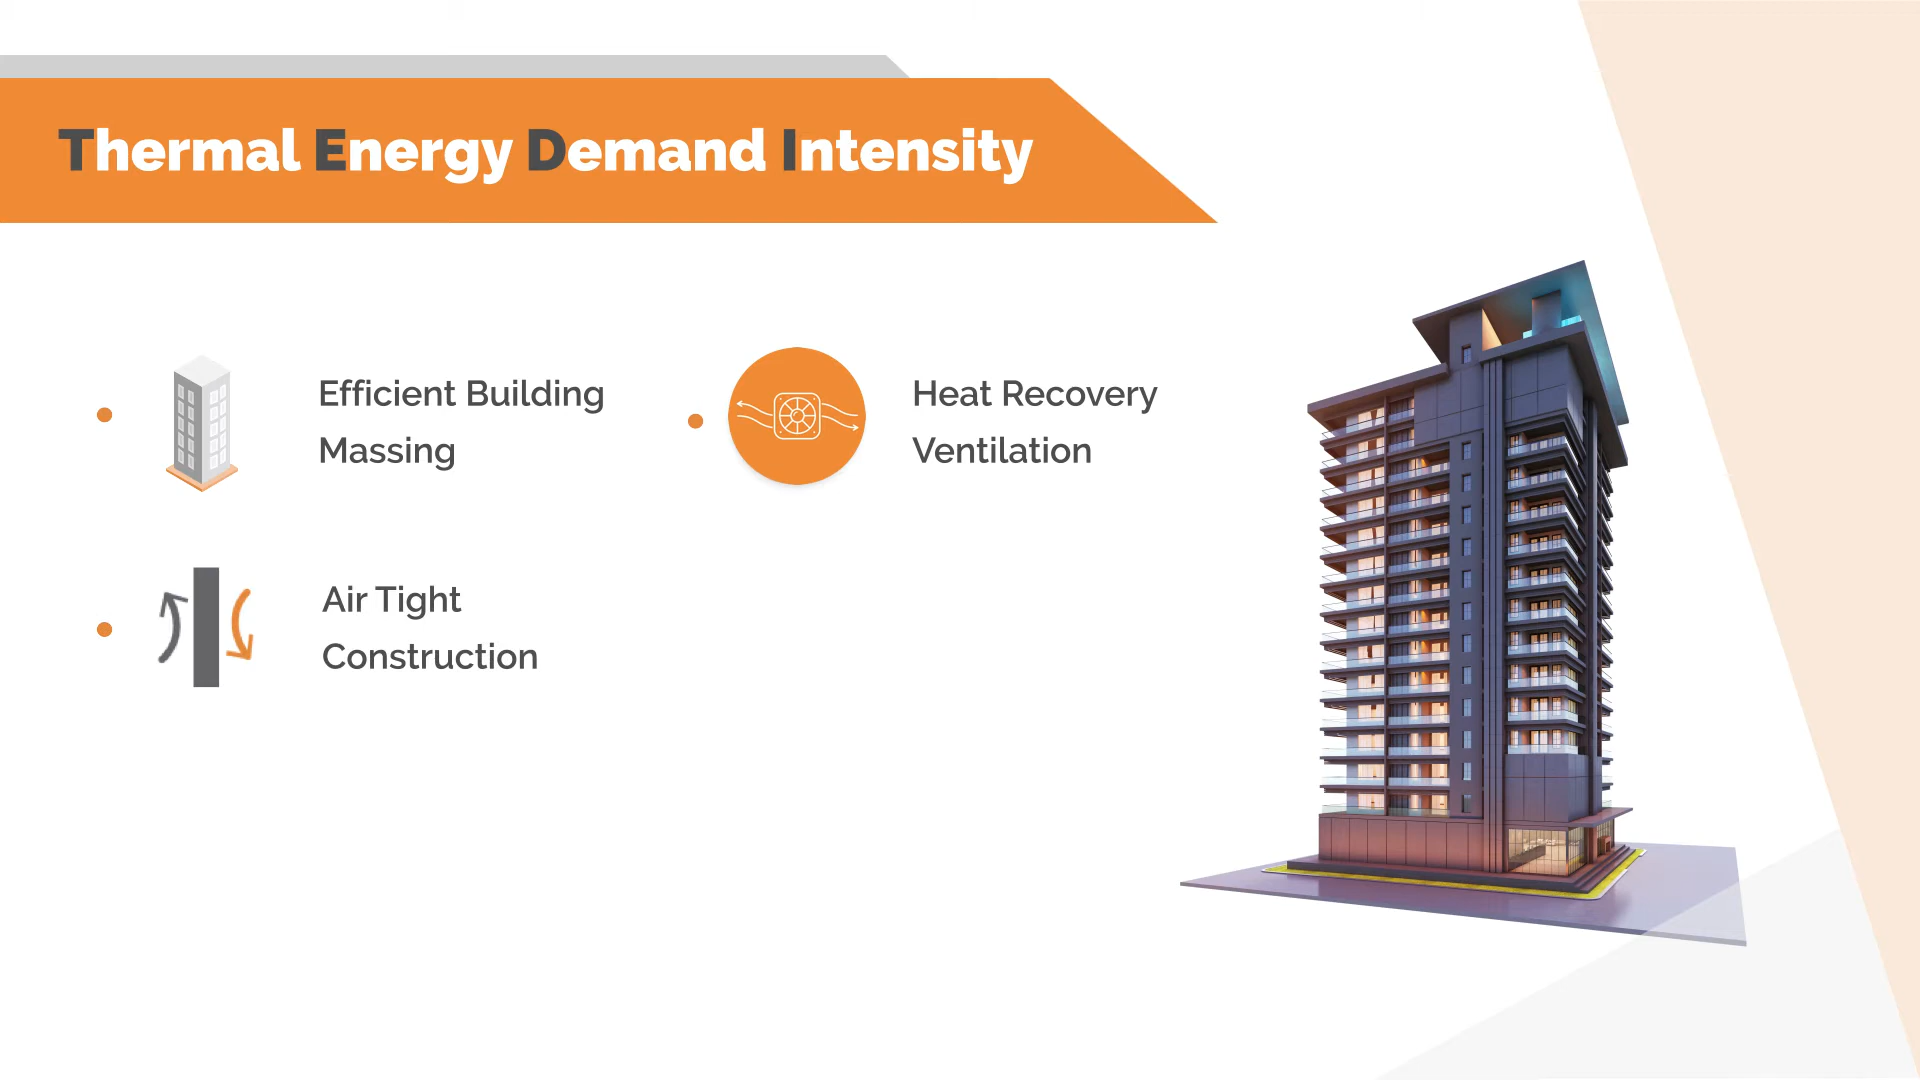 Thermal Energy Demand Intensity
Efficient Building
Massing
Heat Recovery
Ventilation
Air Tight
Construction